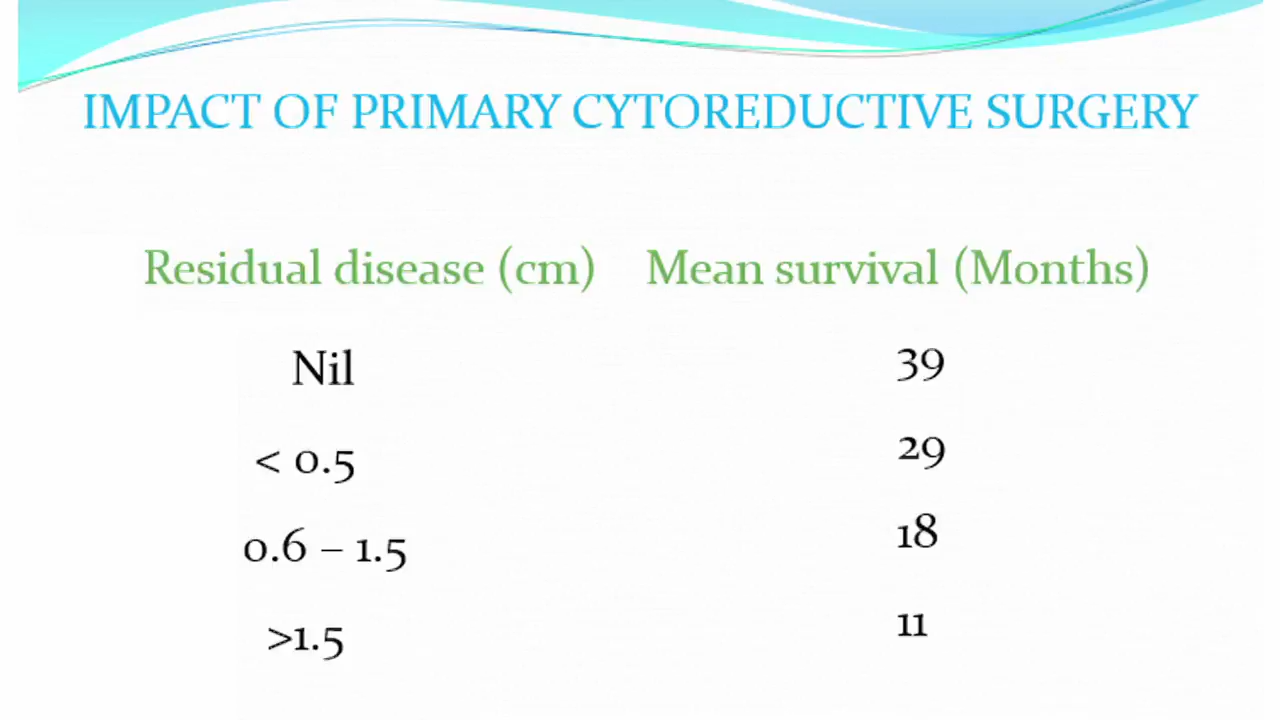 IMPACT OF PRIMARY CYTOREDUCTIVE SURGERY
Residual disease (cm) Mean survival (Months)
Nil 39
< 0.5 29
0.6 – 1.5 18
>1.5 11